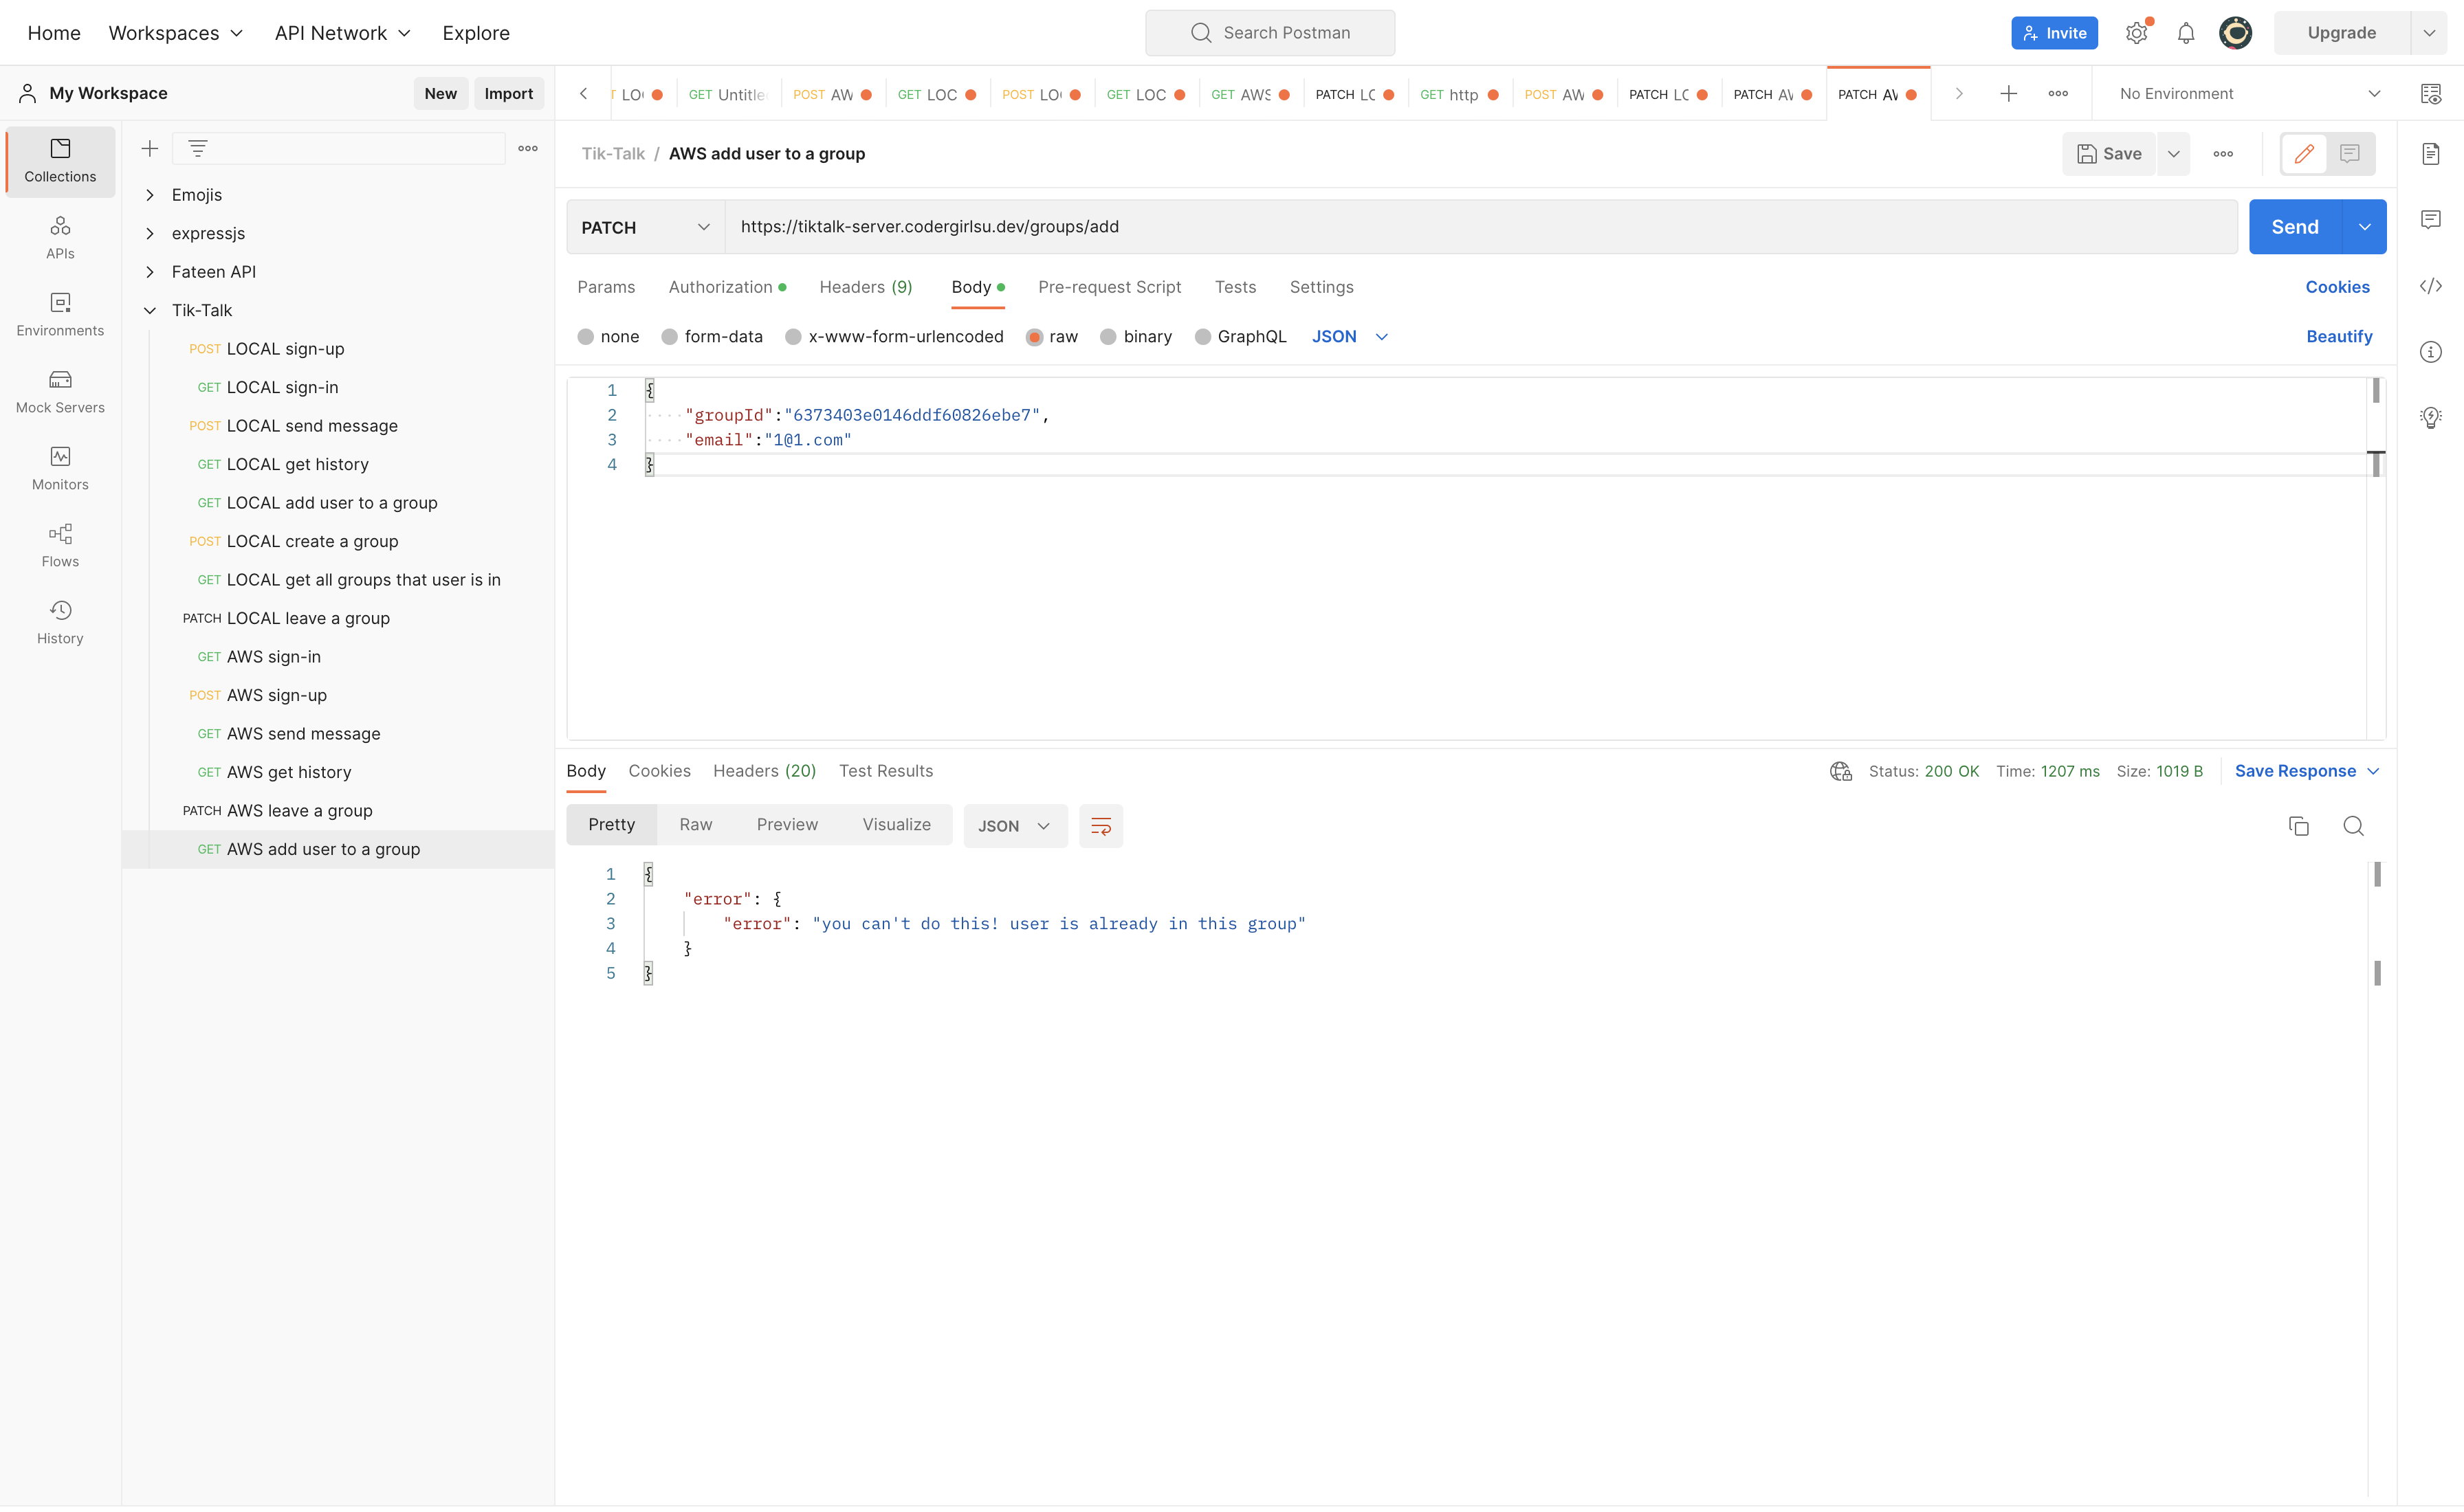 Home Workspaces API Network Explore Search Postman Invite Upgrade
My Workspace New Import
LO GET Untitle POST AW GET LOC POST LO GET LOC GET AWS PATCH LC GET http POST AW PATCH LC PATCH AV PATCH AV No Environment
Collections
APIs
Environments
Mock Servers
Monitors
Flows
History
Emojis
expressjs
Fateen API
Tik-Talk
POST LOCAL sign-up
GET LOCAL sign-in
POST LOCAL send message
GET LOCAL get history
GET LOCAL add user to a group
POST LOCAL create a group
GET LOCAL get all groups that user is in
PATCH LOCAL leave a group
GET AWS sign-in
POST AWS sign-up
GET AWS send message
GET AWS get history
PATCH AWS leave a group
GET AWS add user to a group
Tik-Talk / AWS add user to a group Save
PATCH https://tiktalk-server.codergirlsu.dev/groups/add Send
Params Authorization Headers (9) Body Pre-request Script Tests Settings Cookies
none form-data x-www-form-urlencoded raw binary GraphQL JSON Beautify
1 {
2 "groupId":"6373403e0146ddf60826ebe7",
3 "email":"1@1.com"
4 }
Body Cookies Headers (20) Test Results Status: 200 OK Time: 1207 ms Size: 1019 B Save Response
Pretty Raw Preview Visualize JSON
1 {
2 "error": {
3 "error": "you can't do this! user is already in this group"
4 }
5 }